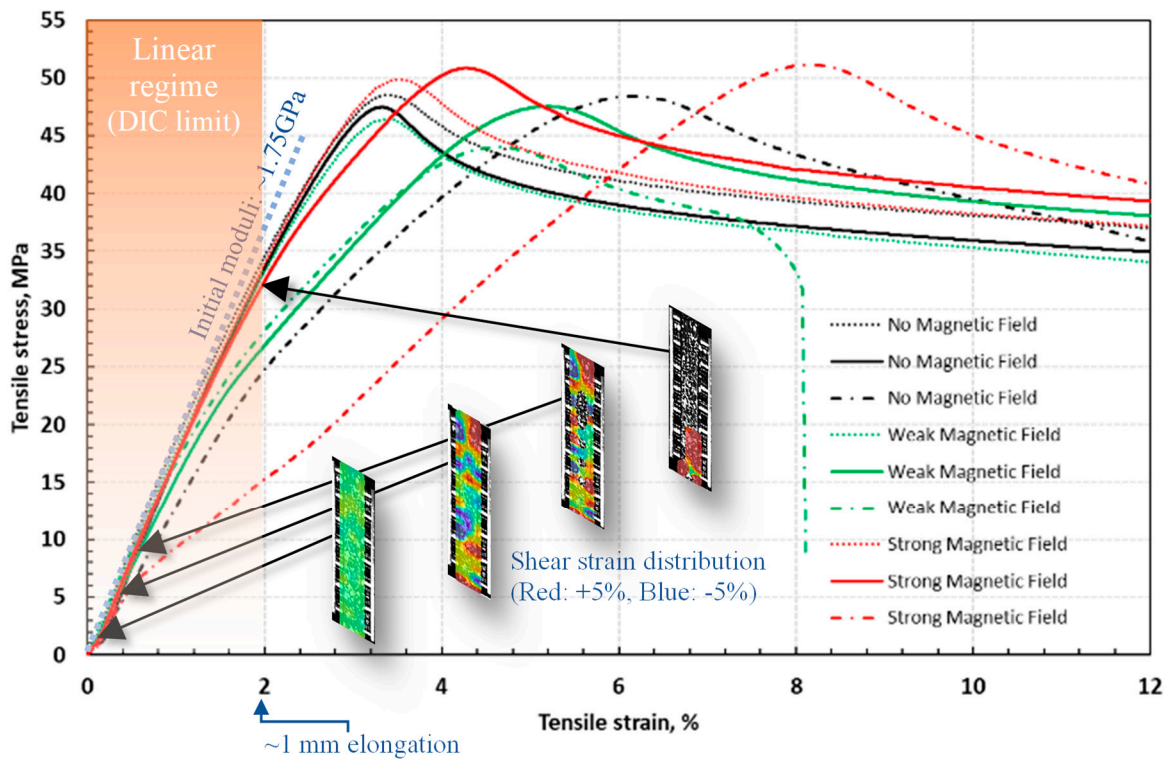 55
50
45
40
35
30
25
20
15
10
5
0
Tensile stress, MPa
Linear
regime
(DIC limit)
Initial moduli: ~1.75GPa
No Magnetic Field
No Magnetic Field
No Magnetic Field
Weak Magnetic Field
Weak Magnetic Field
Weak Magnetic Field
Strong Magnetic Field
Strong Magnetic Field
Strong Magnetic Field
Shear strain distribution
(Red: +5%, Blue: -5%)
0 2 4 6 8 10 12
Tensile strain, %
~1 mm elongation